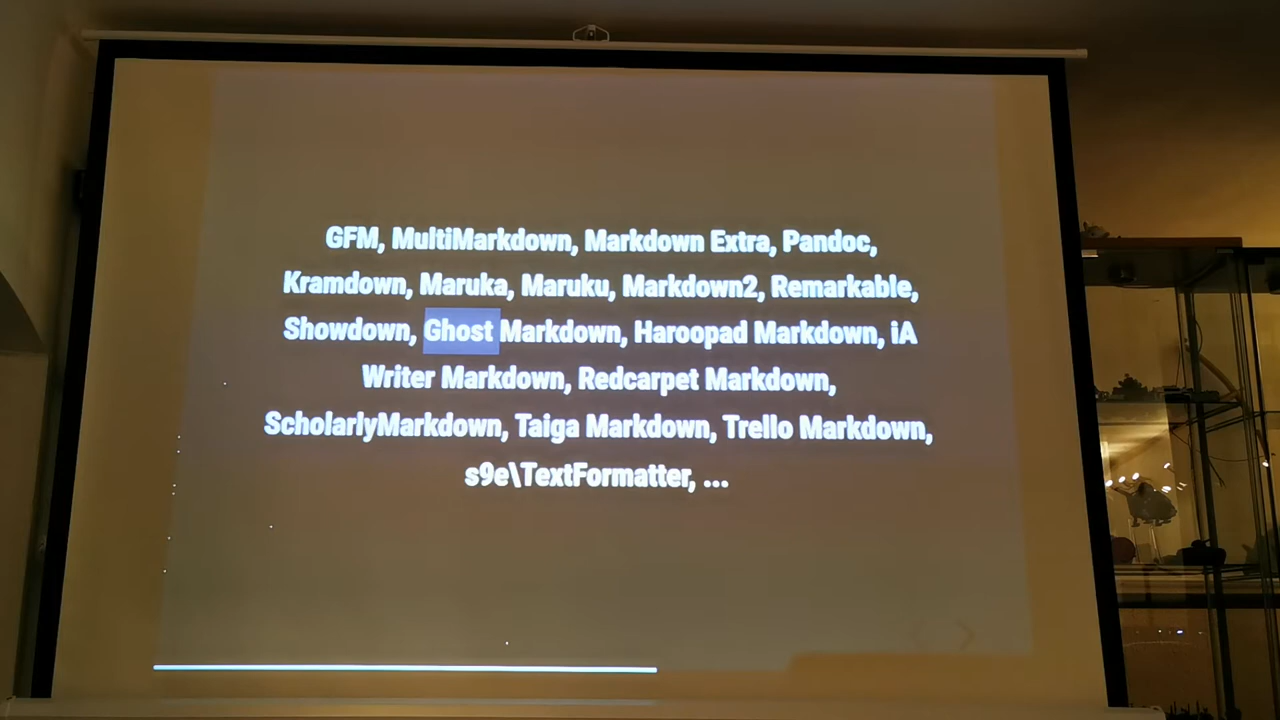 GFM, MultiMarkdown, Markdown Extra, Pandoc,
Kramdown, Maruka, Maruku, Markdown2, Remarkable,
Showdown, Ghost Markdown, Haroopad Markdown, iA
Writer Markdown, Redcarpet Markdown,
ScholarlyMarkdown, Taiga Markdown, Trello Markdown,
s9e\TextFormatter, ...